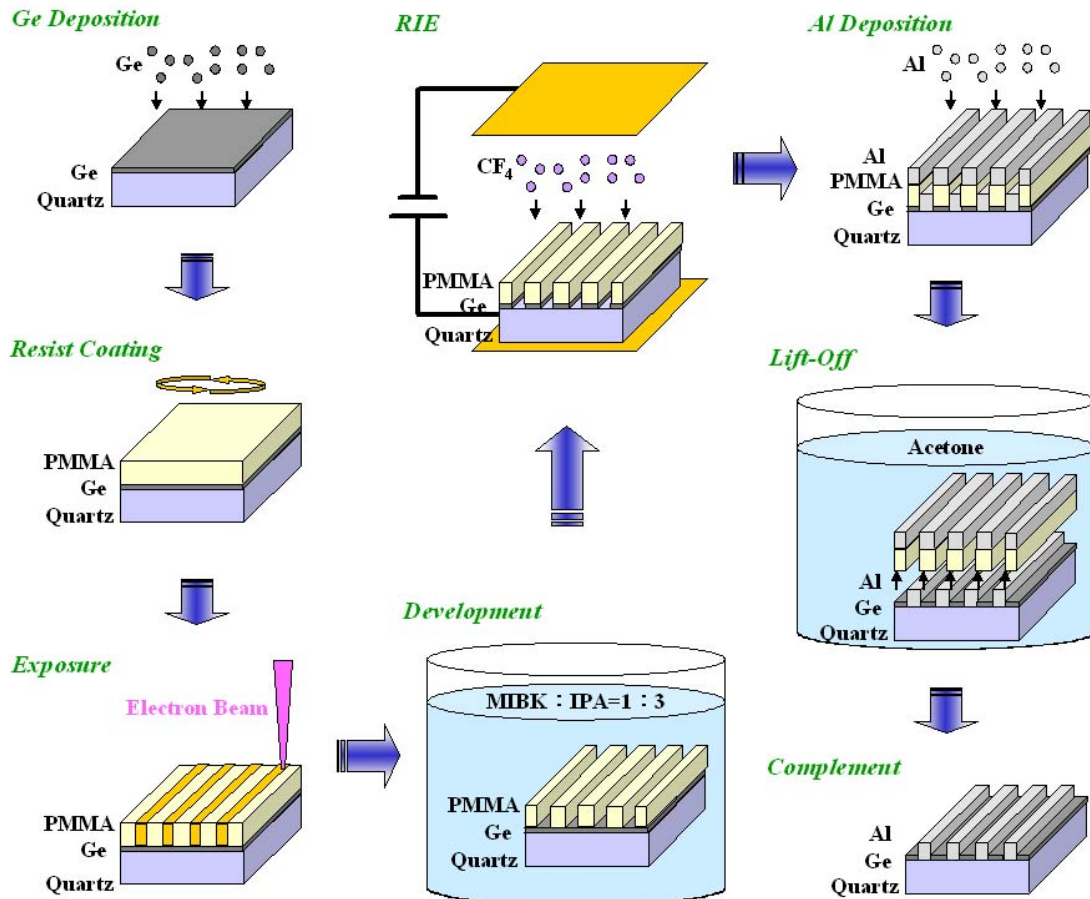 Ge Deposition
Ge
Ge
Quartz
Resist Coating
PMMA
Ge
Quartz
Exposure
Electron Beam
PMMA
Ge
Quartz
Development
MIBK : IPA=1 : 3
PMMA
Ge
Quartz
RIE
CF4
PMMA
Ge
Quartz
Al Deposition
Al
Al
PMMA
Ge
Quartz
Lift-Off
Acetone
Al
Ge
Quartz
Complement
Al
Ge
Quartz